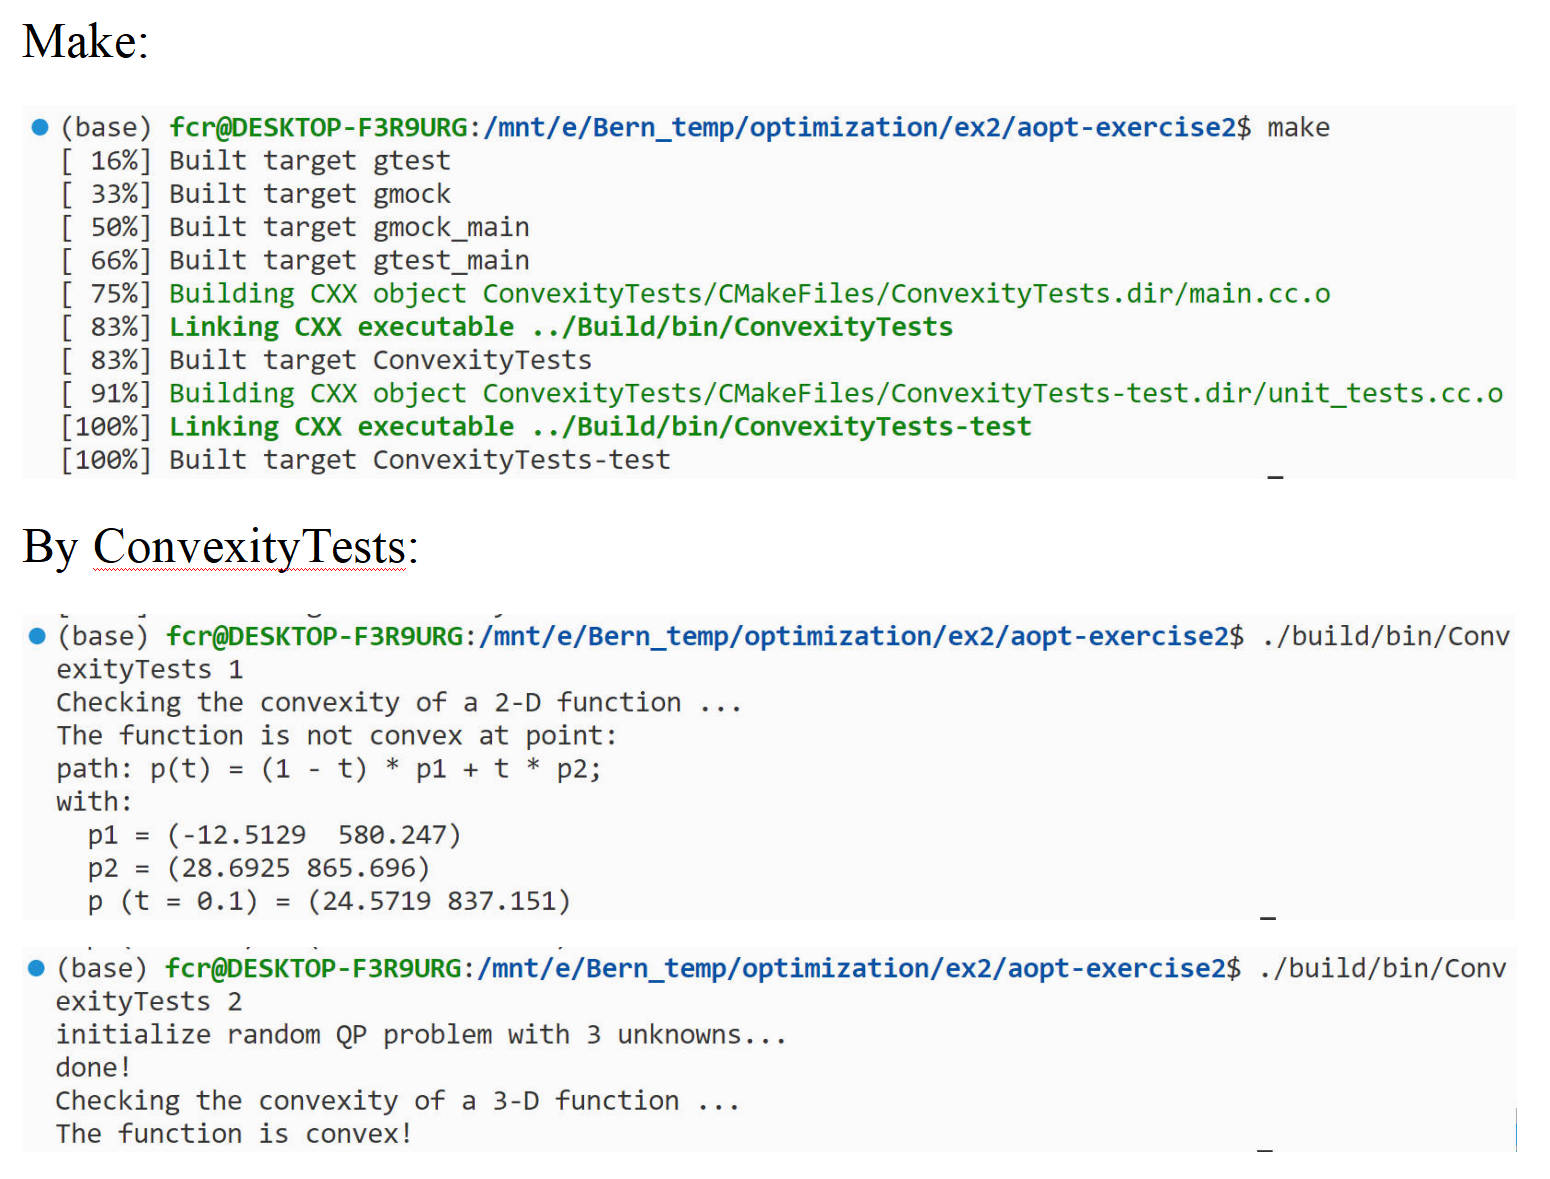 Make:
(base) fcr@DESKTOP-F3R9URG:/mnt/e/Bern_temp/optimization/ex2/aopt-exercise2$ make
[ 16%] Built target gtest
[ 33%] Built target gmock
[ 50%] Built target gmock_main
[ 66%] Built target gtest_main
[ 75%] Building CXX object ConvexityTests/CMakeFiles/ConvexityTests.dir/main.cc.o
[ 83%] Linking CXX executable ../Build/bin/ConvexityTests
[ 83%] Built target ConvexityTests
[ 91%] Building CXX object ConvexityTests/CMakeFiles/ConvexityTests-test.dir/unit_tests.cc.o
[100%] Linking CXX executable ../Build/bin/ConvexityTests-test
[100%] Built target ConvexityTests-test
By ConvexityTests:
(base) fcr@DESKTOP-F3R9URG:/mnt/e/Bern_temp/optimization/ex2/aopt-exercise2$ ./build/bin/Conv
exityTests 1
Checking the convexity of a 2-D function ...
The function is not convex at point:
path: p(t) = (1 - t) * p1 + t * p2;
with:
  p1 = (-12.5129  580.247)
  p2 = (28.6925 865.696)
  p (t = 0.1) = (24.5719 837.151)
(base) fcr@DESKTOP-F3R9URG:/mnt/e/Bern_temp/optimization/ex2/aopt-exercise2$ ./build/bin/Conv
exityTests 2
initialize random QP problem with 3 unknowns...
done!
Checking the convexity of a 3-D function ...
The function is convex!